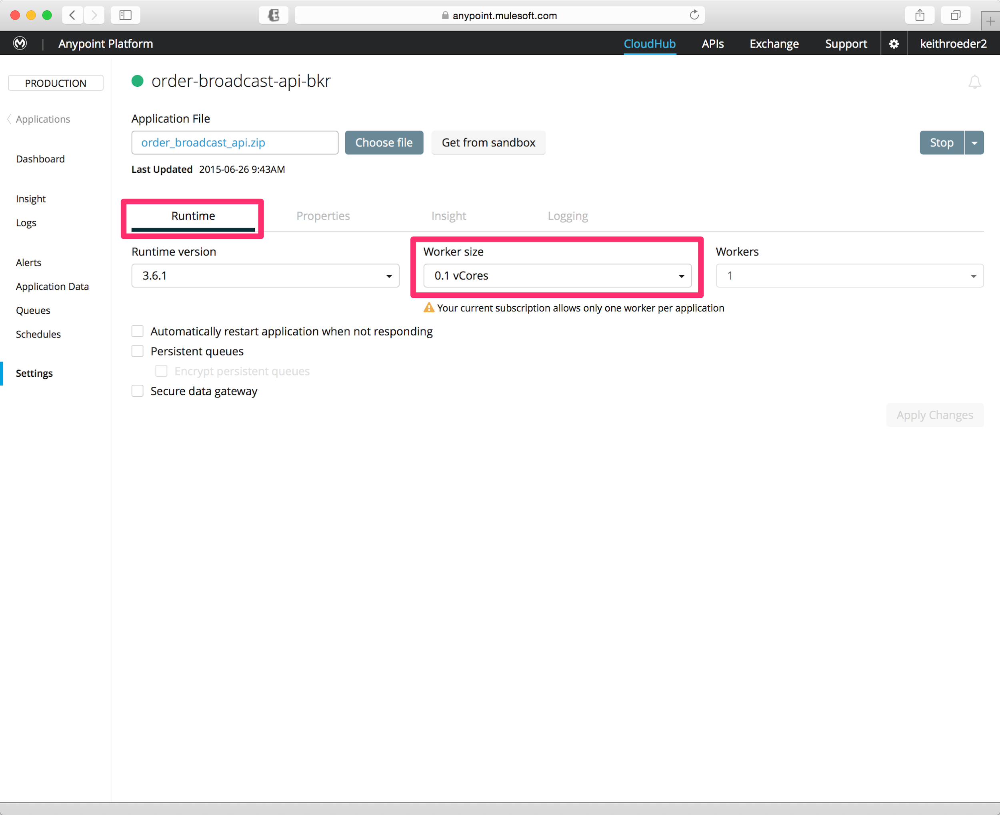 anypoint.mulesoft.com
Anypoint Platform
CloudHub
APIs
Exchange
Support
keithroeder2
PRODUCTION
Applications
Dashboard
Insight
Logs
Alerts
Application Data
Queues
Schedules
Settings
order-broadcast-api-bkr
Application File
order_broadcast_api.zip
Choose file
Get from sandbox
Stop
Last Updated 2015-06-26 9:43AM
Runtime
Properties
Insight
Logging
Runtime version
3.6.1
Worker size
0.1 vCores
Workers
1
Your current subscription allows only one worker per application
Automatically restart application when not responding
Persistent queues
Encrypt persistent queues
Secure data gateway
Apply Changes